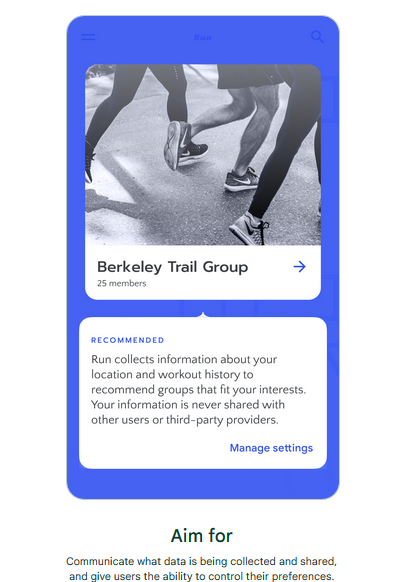 Run
Berkeley Trail Group
25 members
RECOMMENDED
Run collects information about your
location and workout history to
recommend groups that fit your interests.
Your information is never shared with
other users or third-party providers.
Manage settings
Aim for
Communicate what data is being collected and shared,
and give users the ability to control their preferences.